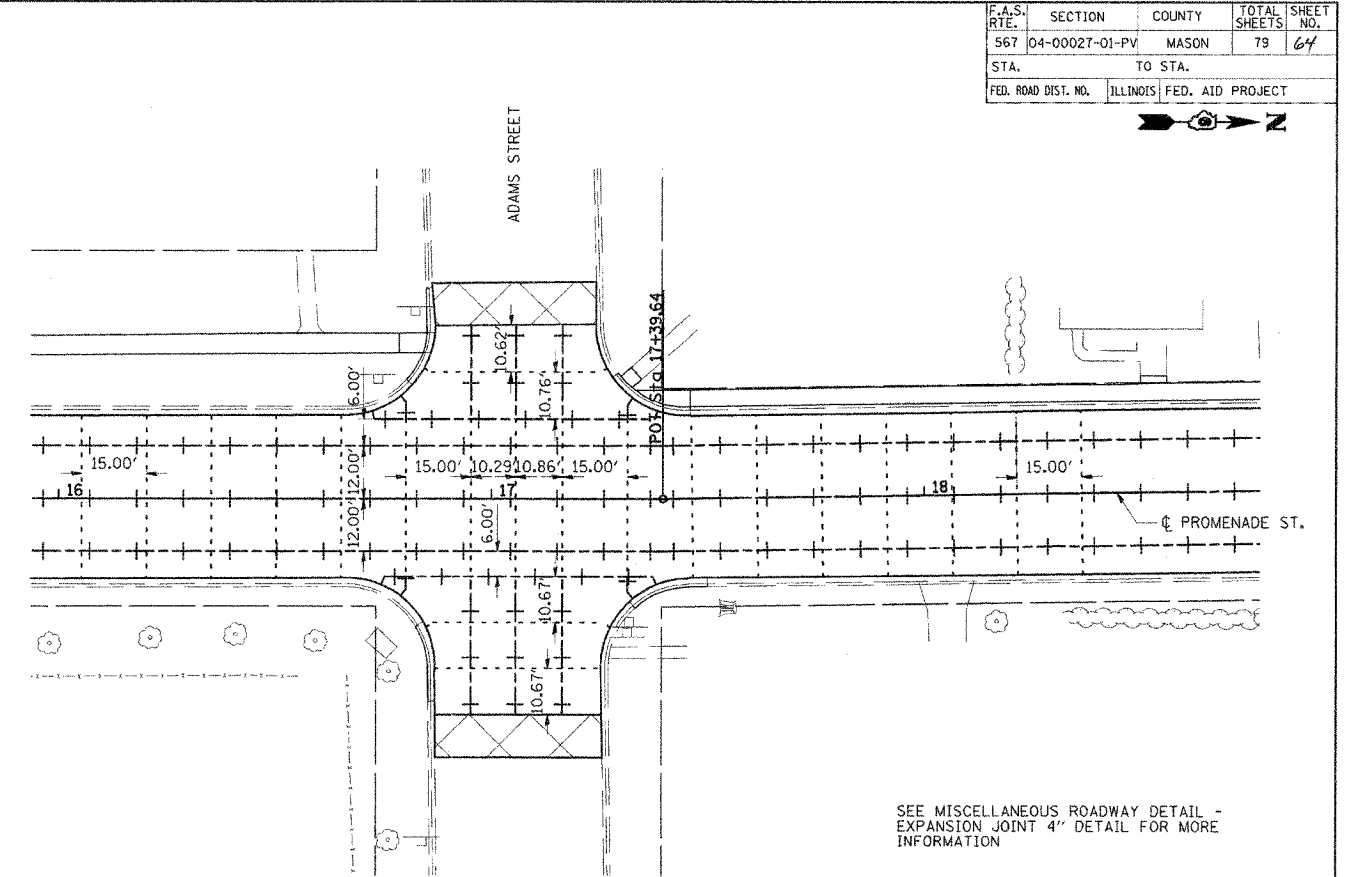 F.A.S. RTE. SECTION COUNTY TOTAL SHEETS SHEET NO.
567 04-00027-01-PV MASON 79 64
STA. TO STA.
FED. ROAD DIST. NO. ILLINOIS FED. AID PROJECT
N
ADAMS STREET
POT Sta 17+39.64
10.62'
10.76'
6.00'
12.00'
12.00'
15.00'
15.00' 10.29' 10.86' 15.00'
15.00'
16
17
18
6.00'
℄ PROMENADE ST.
10.67'
10.67'
SEE MISCELLANEOUS ROADWAY DETAIL -
EXPANSION JOINT 4" DETAIL FOR MORE
INFORMATION